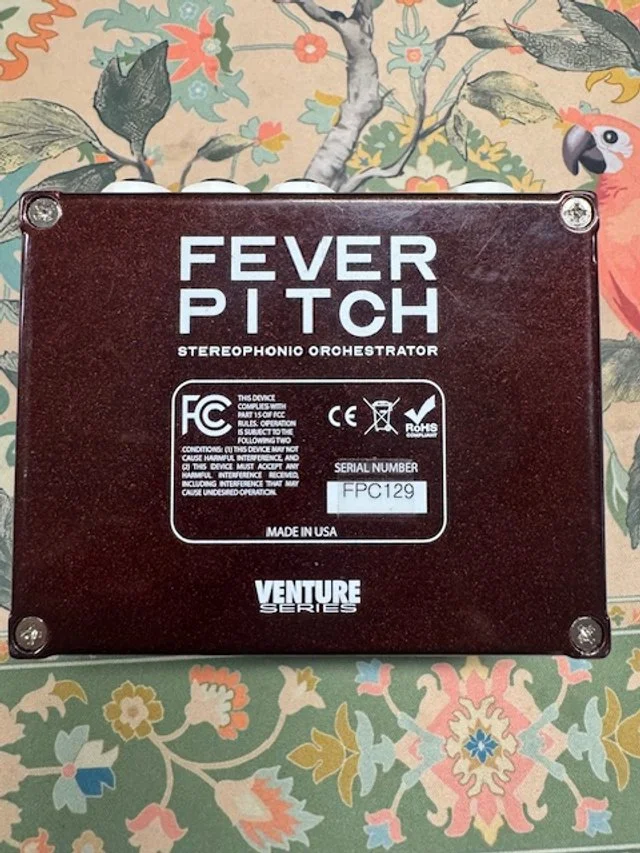 FEVER
PITCH
STEREOPHONIC ORCHESTRATOR
FC
THIS DEVICE
COMPLIES WITH
PART 15 OF FCC
RULES. OPERATION
IS SUBJECT TO THE
FOLLOWING TWO
CONDITIONS: (1) THIS DEVICE MAY NOT
CAUSE HARMFUL INTERFERENCE, AND
(2) THIS DEVICE MUST ACCEPT ANY
HARMFUL INTERFERENCE RECEIVED,
INCLUDING INTERFERENCE THAT MAY
CAUSE UNDESIRED OPERATION.
CE
RoHS
COMPLIANT
SERIAL NUMBER
FPC129
MADE IN USA
VENTURE
SERIES